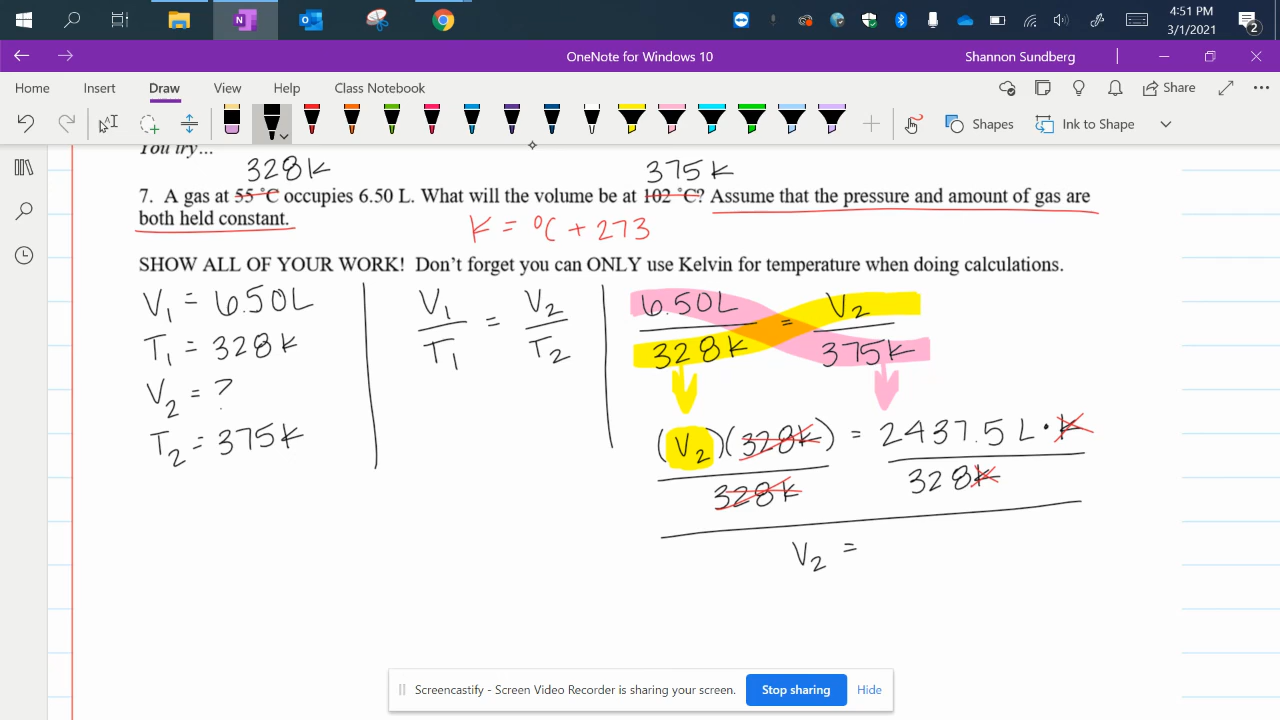 4:51 PM
3/1/2021
2
OneNote for Windows 10
Shannon Sundberg
Home Insert Draw View Help Class Notebook
Share
Shapes
Ink to Shape
You try…
328K 375K
7. A gas at 55 °C occupies 6.50 L. What will the volume be at 102 °C? Assume that the pressure and amount of gas are
both held constant.
K = °C + 273
SHOW ALL OF YOUR WORK! Don't forget you can ONLY use Kelvin for temperature when doing calculations.
V₁ = 6.50L
T₁ = 328K
V₂ = ?
T₂ = 375K
V₁ = V₂
T₁ T₂
6.50L = V₂
328K 375K
(V₂)(328K) = 2437.5 L · K
328K 328K
V₂ =
Screencastify - Screen Video Recorder is sharing your screen.
Stop sharing
Hide